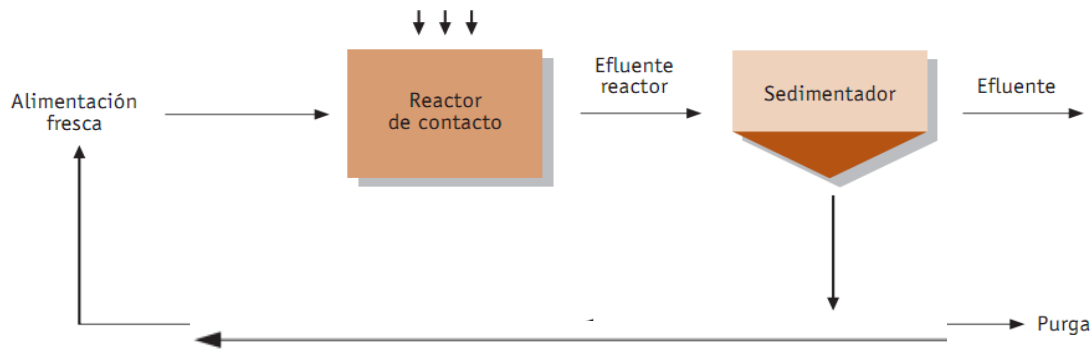 Alimentación
fresca
Reactor
de contacto
Efluente
reactor
Sedimentador
Efluente
Purga